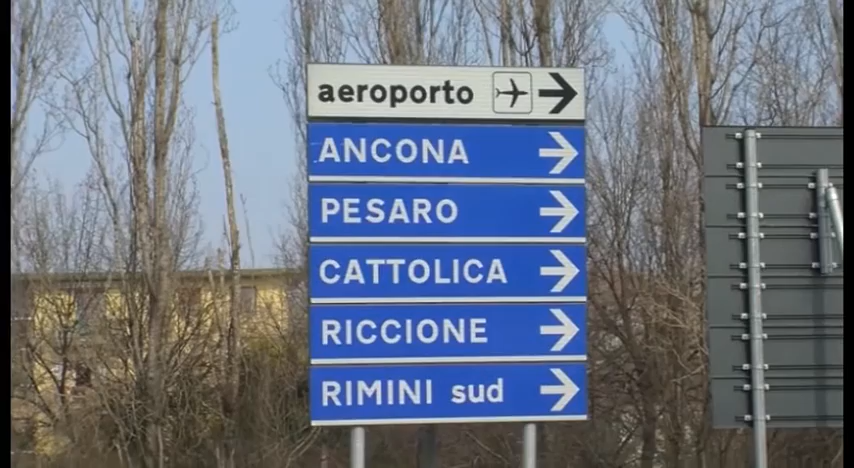 aeroporto
ANCONA
PESARO
CATTOLICA
RICCIONE
RIMINI sud